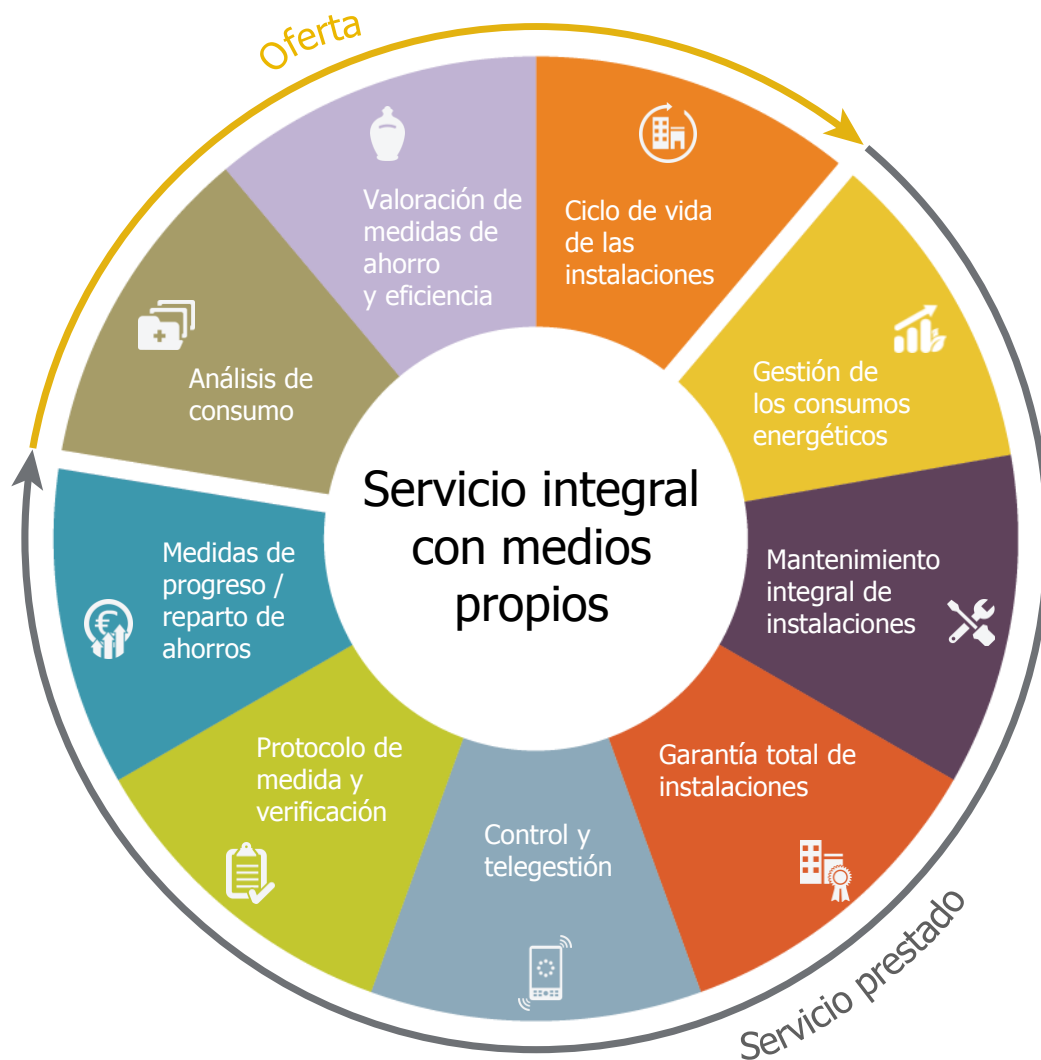 Oferta
Valoración de
medidas de
ahorro
y eficiencia
Ciclo de vida
de las
instalaciones
Análisis de
consumo
Gestión de
los consumos
energéticos
Servicio integral
con medios
propios
Medidas de
progreso /
reparto de
ahorros
€
Mantenimiento
integral de
instalaciones
Protocolo de
medida y
verificación
Garantía total de
instalaciones
Control y
telegestión
Servicio prestado